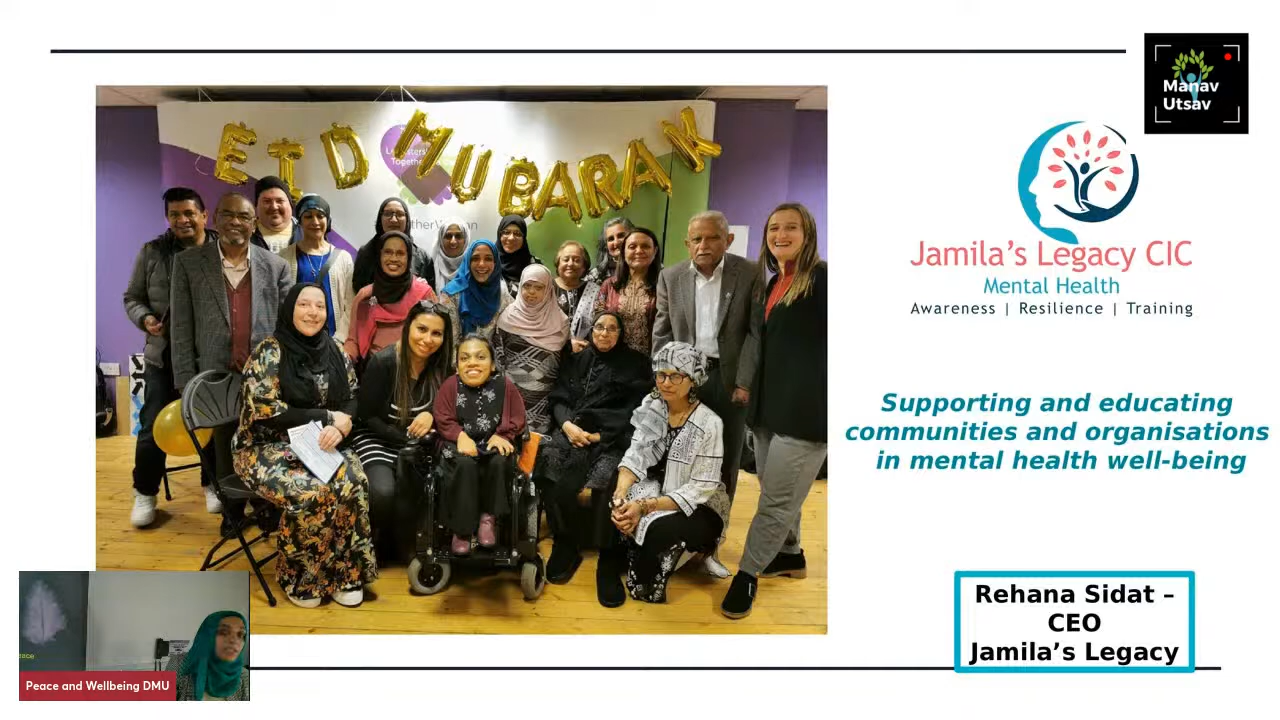 EID MUBARAK
Manav
Utsav
Jamila's Legacy CIC
Mental Health
Awareness | Resilience | Training
Supporting and educating
communities and organisations
in mental health well-being
Rehana Sidat –
CEO
Jamila's Legacy
Peace and Wellbeing DMU